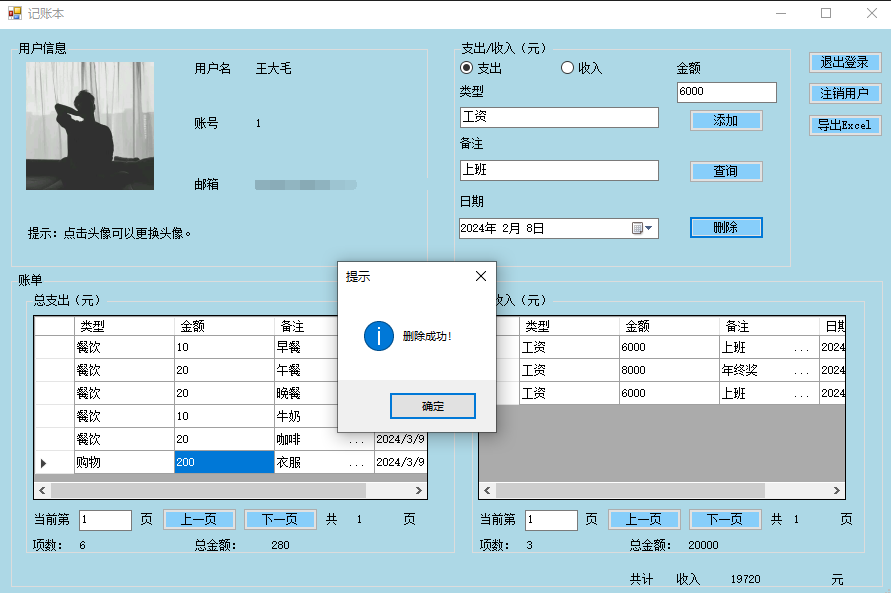 记账本
用户信息
用户名 王大毛
账号 1
邮箱
提示：点击头像可以更换头像。
支出/收入（元）
支出 收入 金额
类型 6000
工资 添加
备注
上班 查询
日期
2024年 2月 8日 删除
退出登录
注销用户
导出Excel
账单
总支出（元）
类型 金额 备注
餐饮 10 早餐
餐饮 20 午餐
餐饮 20 晚餐
餐饮 10 牛奶
餐饮 20 咖啡 ... 2024/3/9
购物 200 衣服 ... 2024/3/9
当前第 1 页 上一页 下一页 共 1 页
项数： 6 总金额： 280
提示
删除成功！
确定
收入（元）
类型 金额 备注 日期
工资 6000 上班 ... 2024
工资 8000 年终奖 ... 2024
工资 6000 上班 ... 2024
当前第 1 页 上一页 下一页 共 1 页
项数： 3 总金额： 20000
共计 收入 19720 元